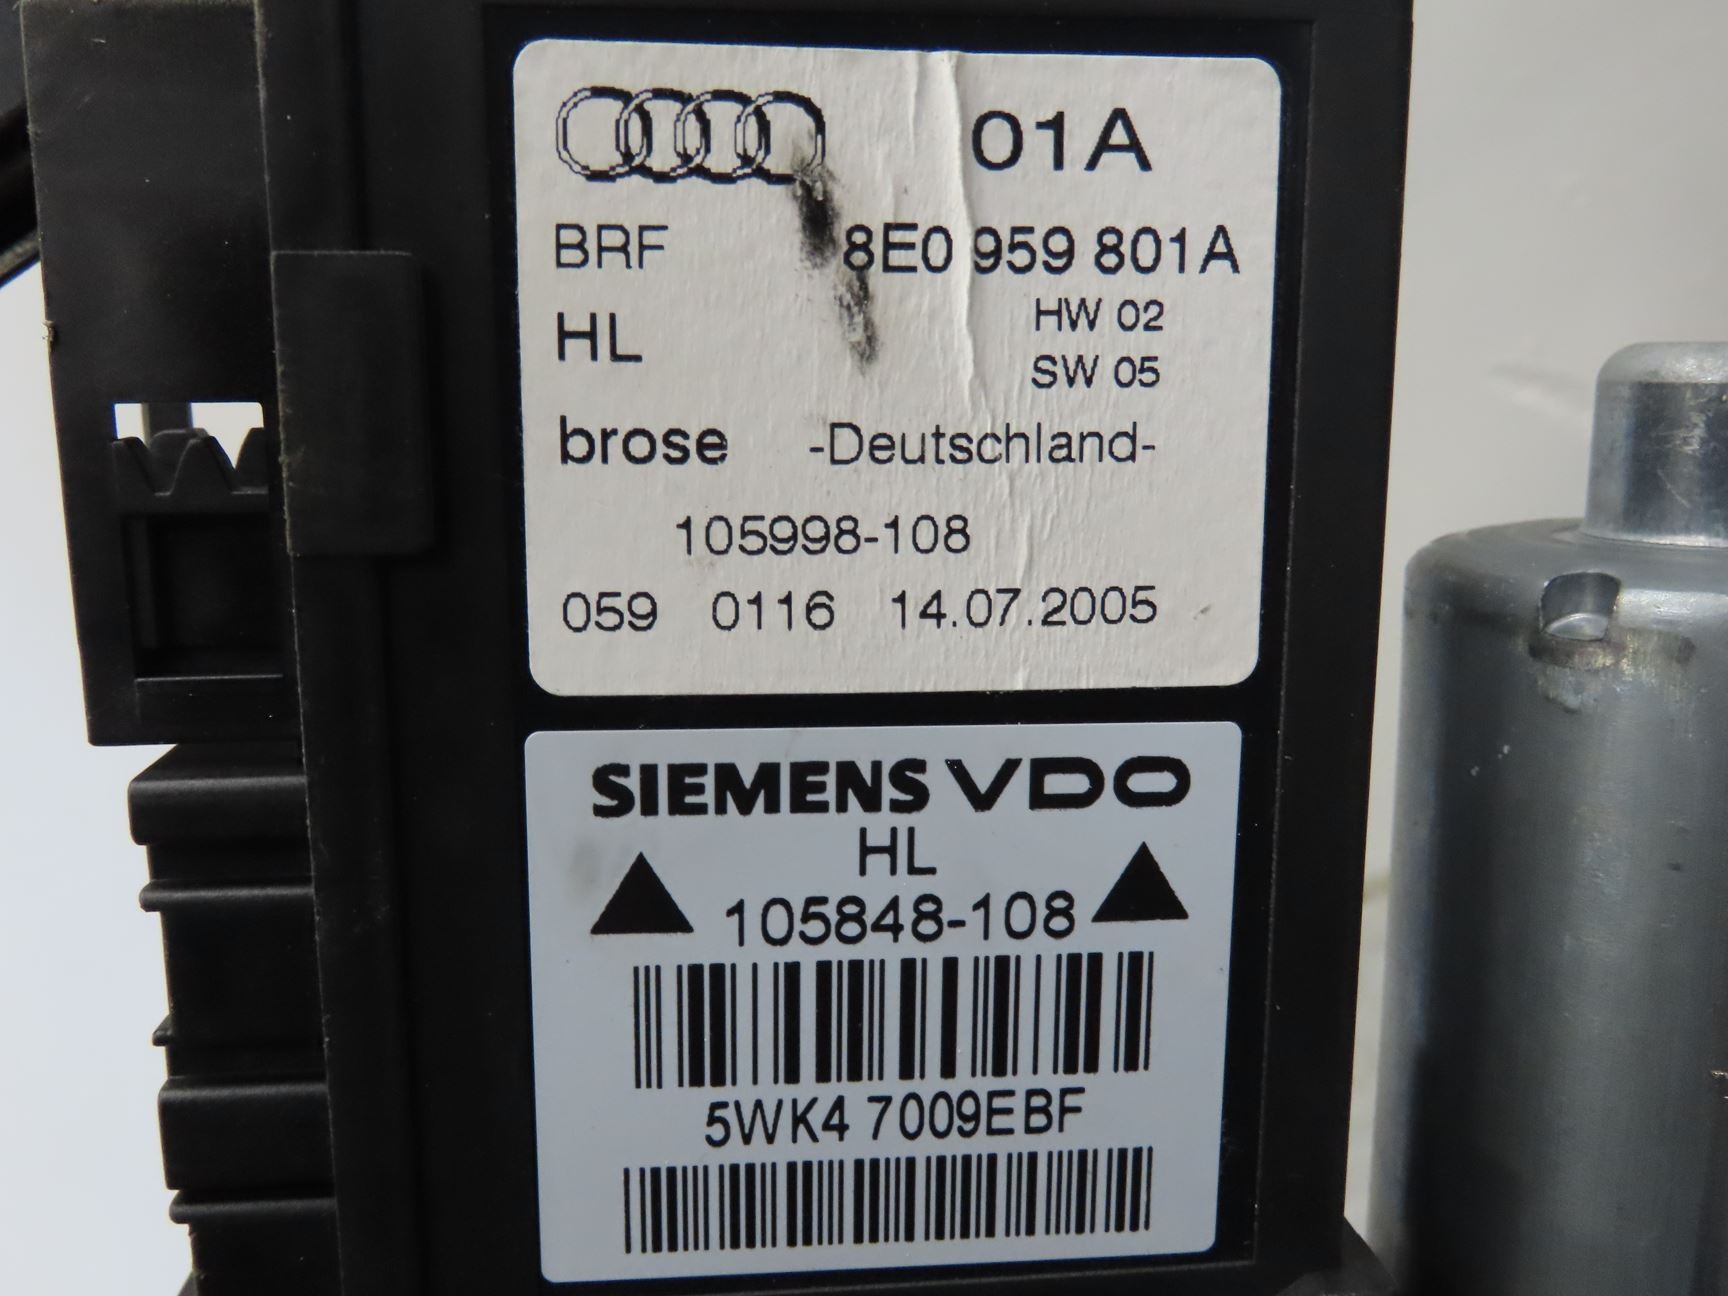 01A
BRF 8E0 959 801A
HL HW 02
SW 05
brose -Deutschland-
105998-108
059 0116 14.07.2005
SIEMENS VDO
HL
105848-108
5WK4 7009EBF